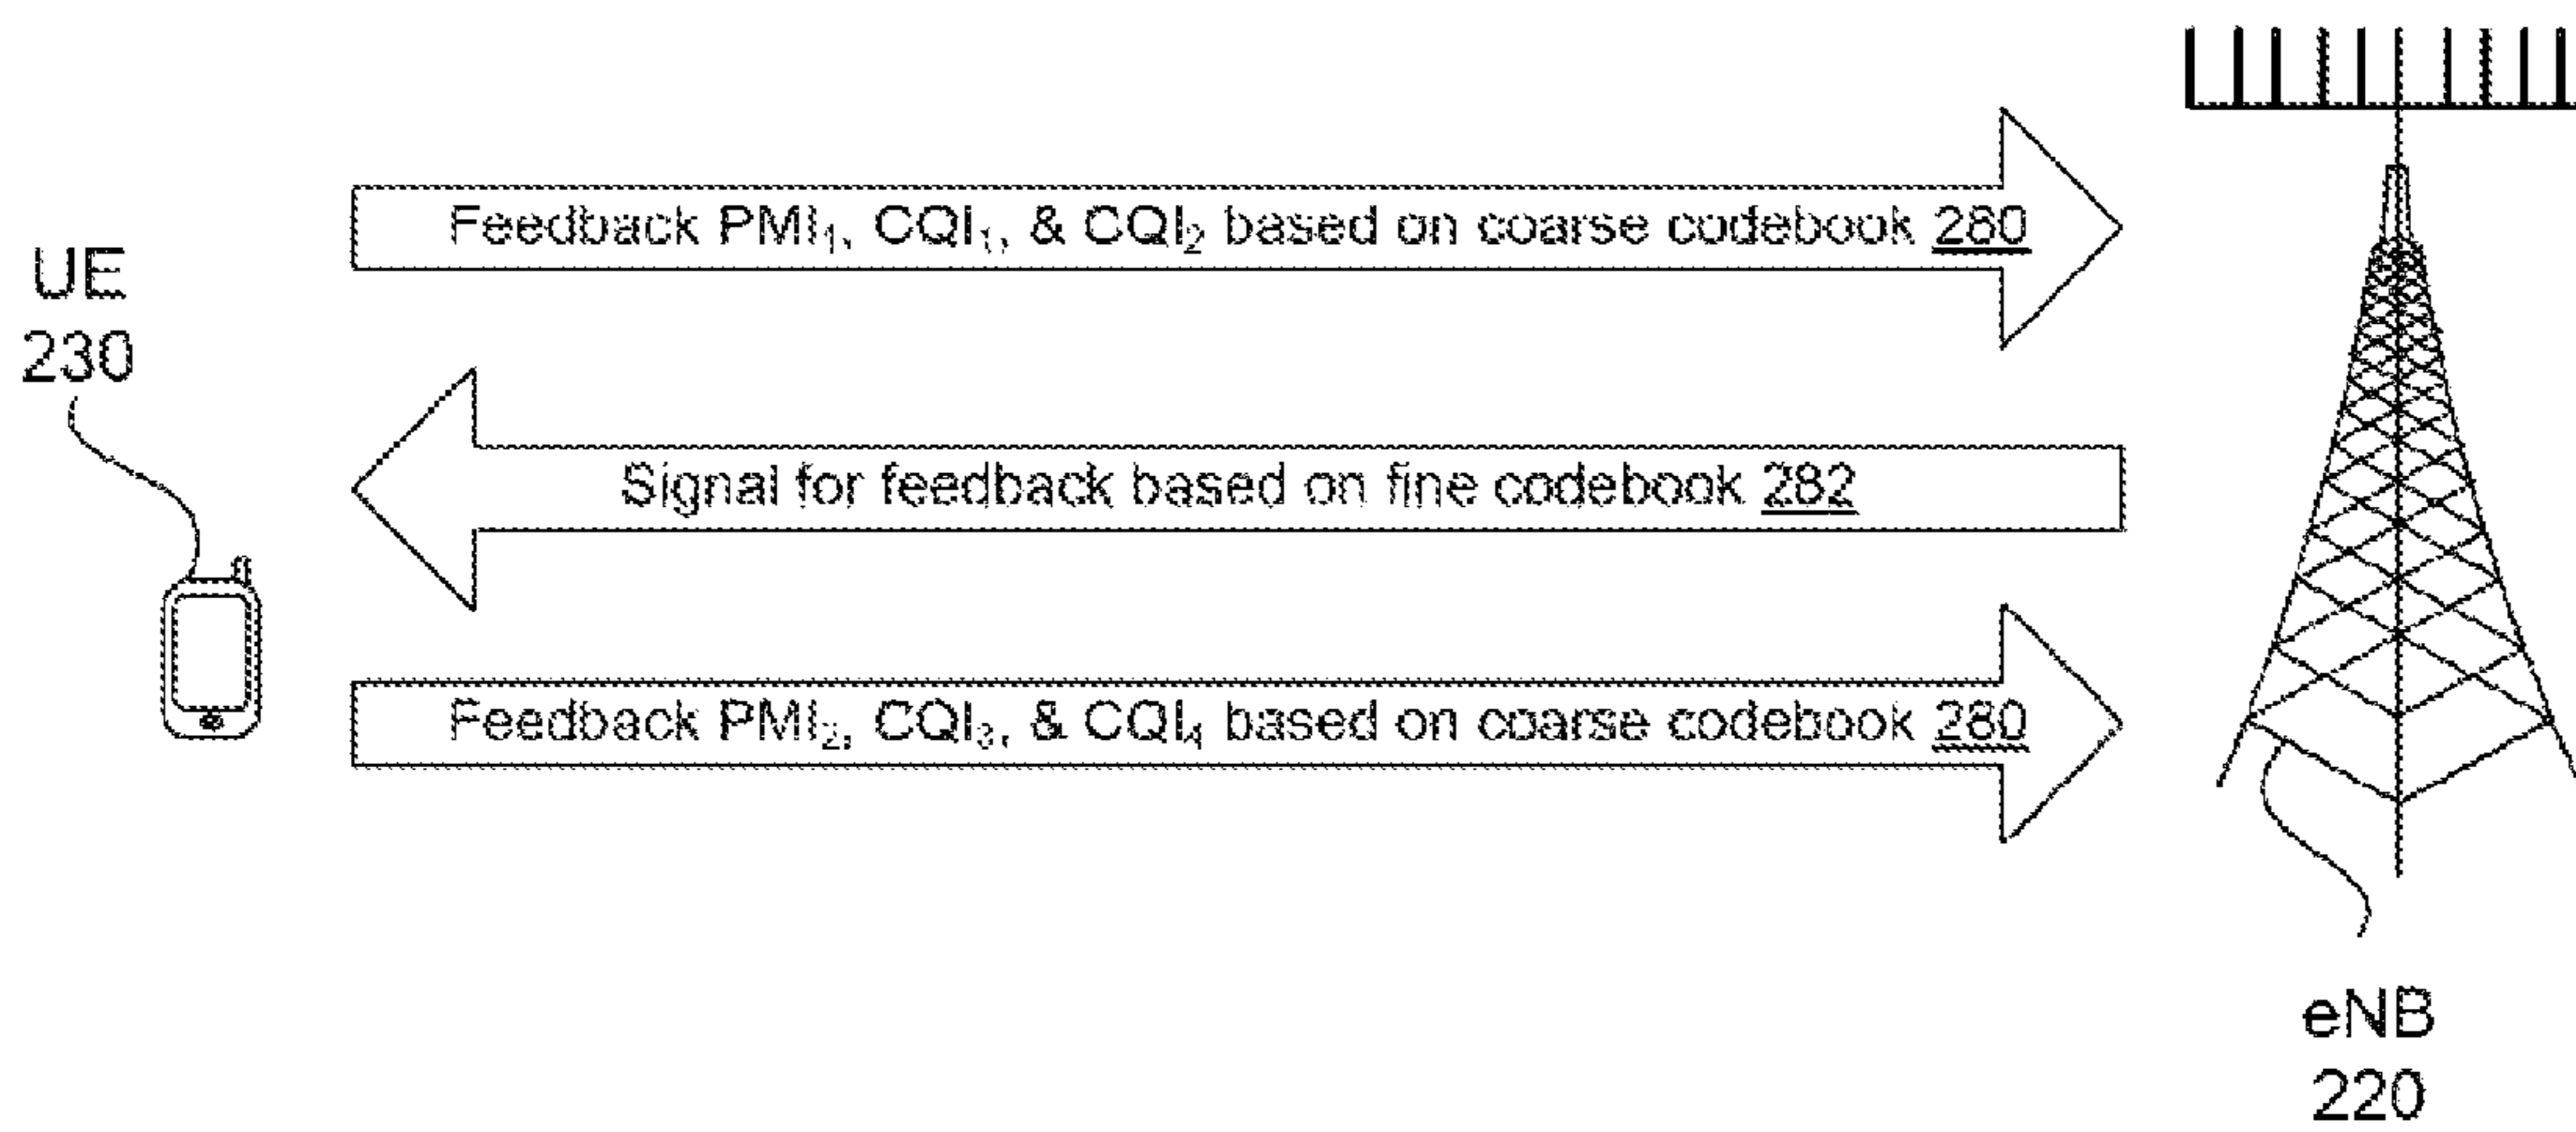 Feedback PMI₁, CQI₁, & CQI₂ based on coarse codebook 280
UE
230
Signal for feedback based on fine codebook 282
Feedback PMI₂, CQI₃, & CQI₄ based on coarse codebook 280
eNB
220